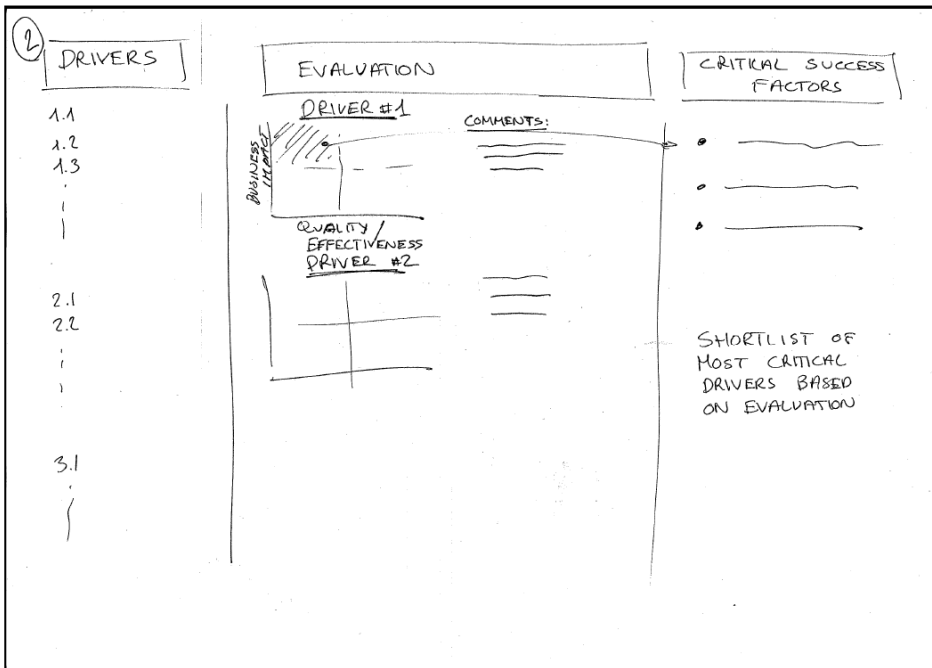 2
DRIVERS
1.1
1.2
1.3
2.1
2.2
3.1
EVALUATION
DRIVER #1
BUSINESS
IMPACT
QUALITY /
EFFECTIVENESS
COMMENTS:
DRIVER #2
CRITICAL SUCCESS
FACTORS
SHORTLIST OF
MOST CRITICAL
DRIVERS BASED
ON EVALUATION